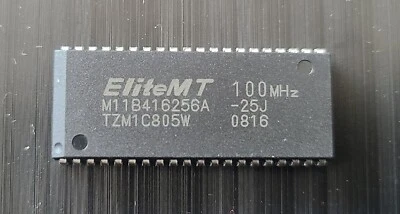 EliteMT 100MHz
M11B416256A -25J
TZM1C805W 0816